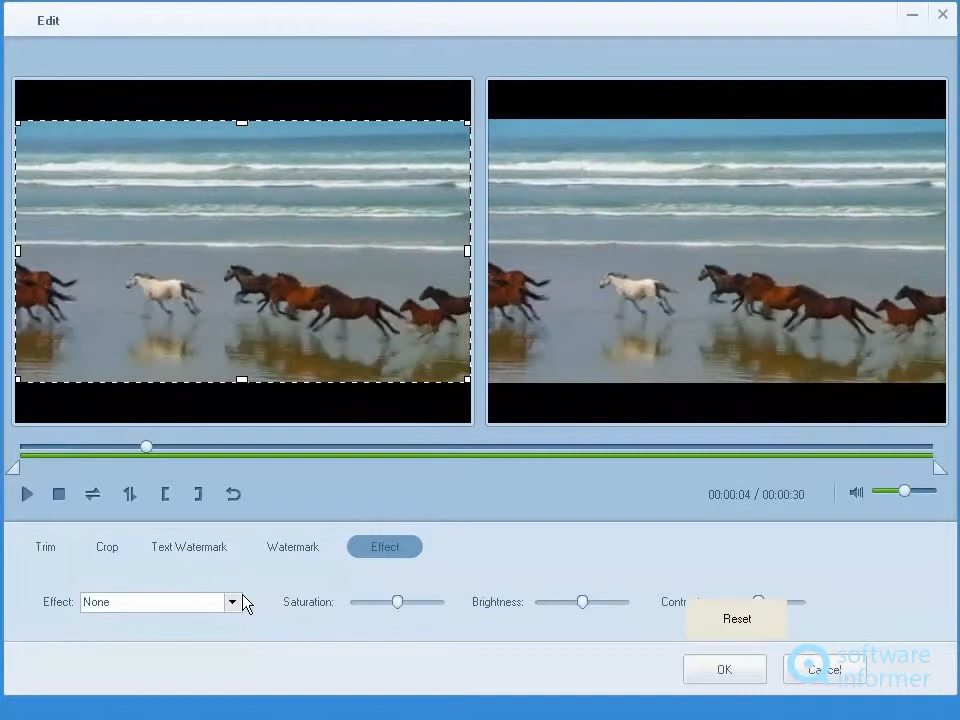 Edit
00:00:04 / 00:00:30
Trim Crop Text Watermark Watermark Effect
Effect: None Saturation: Brightness:
Reset
OK Cancel
software
informer